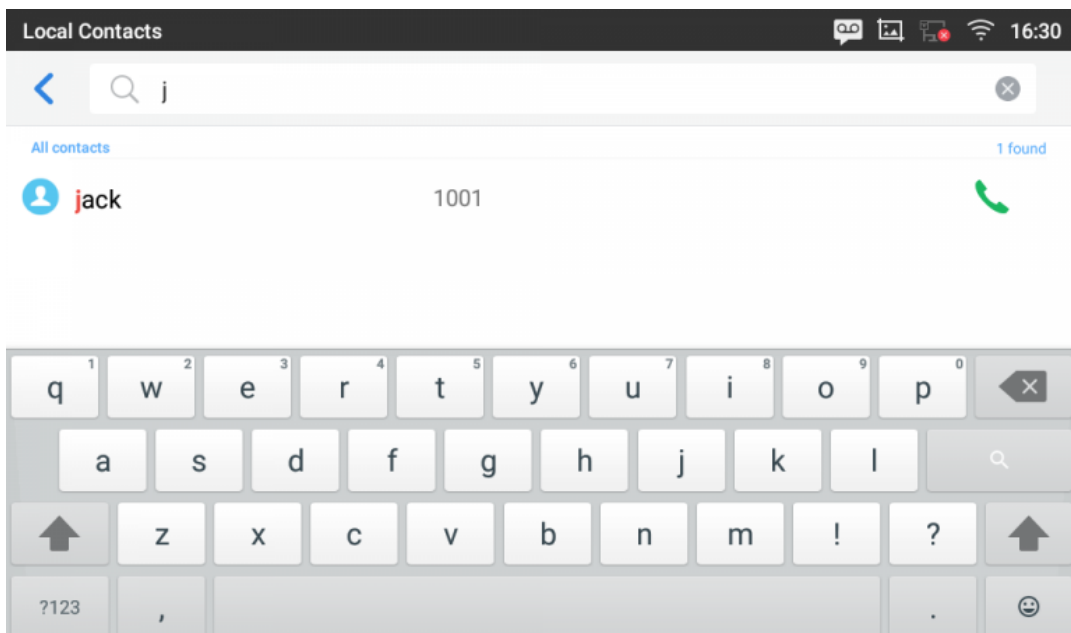 Local Contacts 16:30
j
All contacts 1 found
jack 1001
q 1 w 2 e 3 r 4 t 5 y 6 u 7 i 8 o 9 p 0
a s d f g h j k l
z x c v b n m ! ?
?123 , .